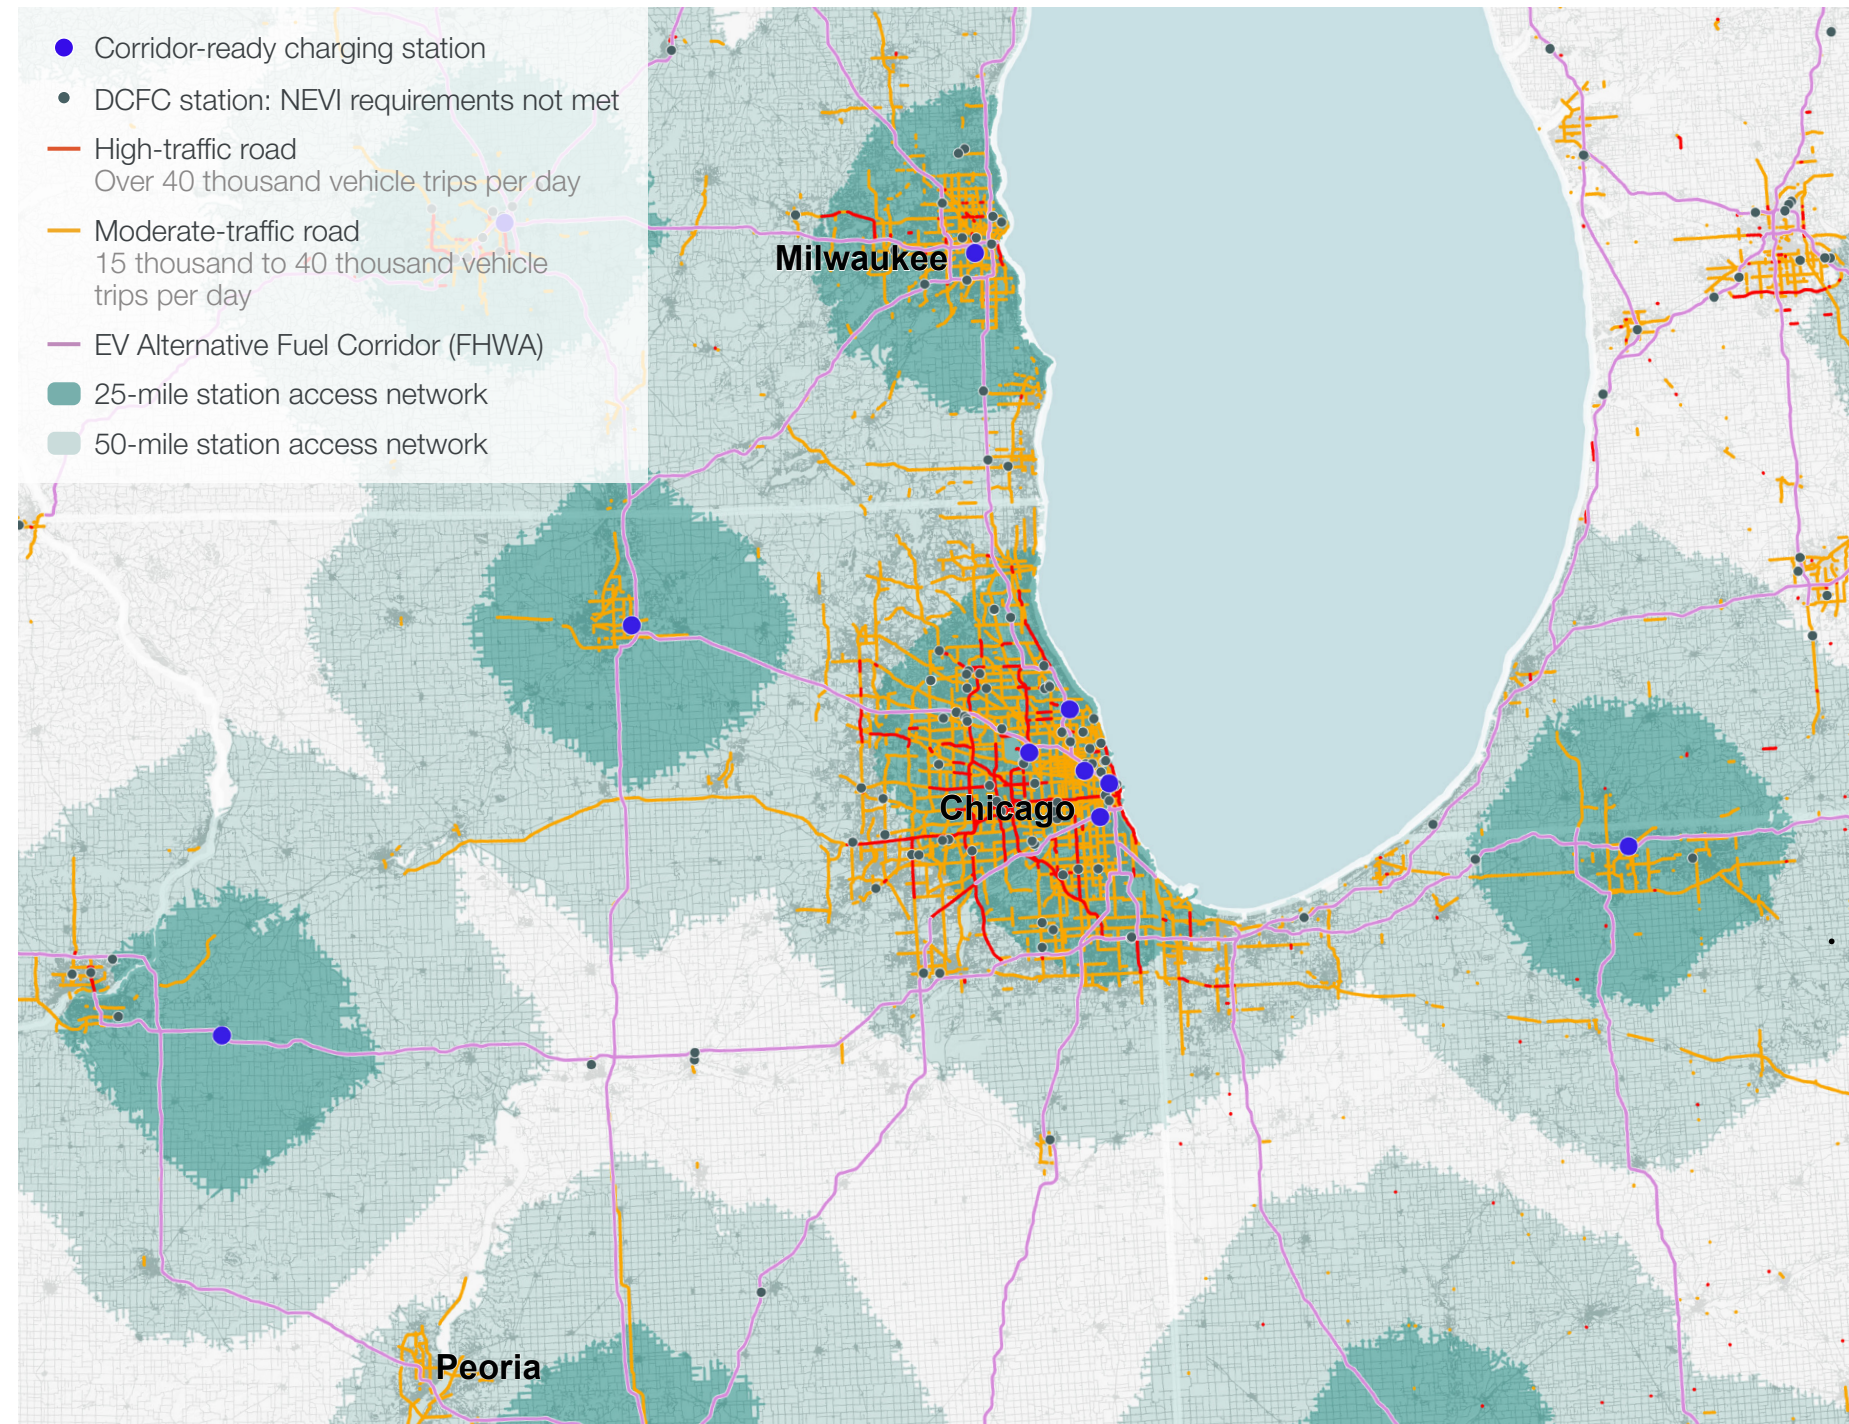 Corridor-ready charging station
DCFC station: NEVI requirements not met
High-traffic road
Over 40 thousand vehicle trips per day
Moderate-traffic road
15 thousand to 40 thousand vehicle
trips per day
EV Alternative Fuel Corridor (FHWA)
25-mile station access network
50-mile station access network
Milwaukee
Chicago
Peoria